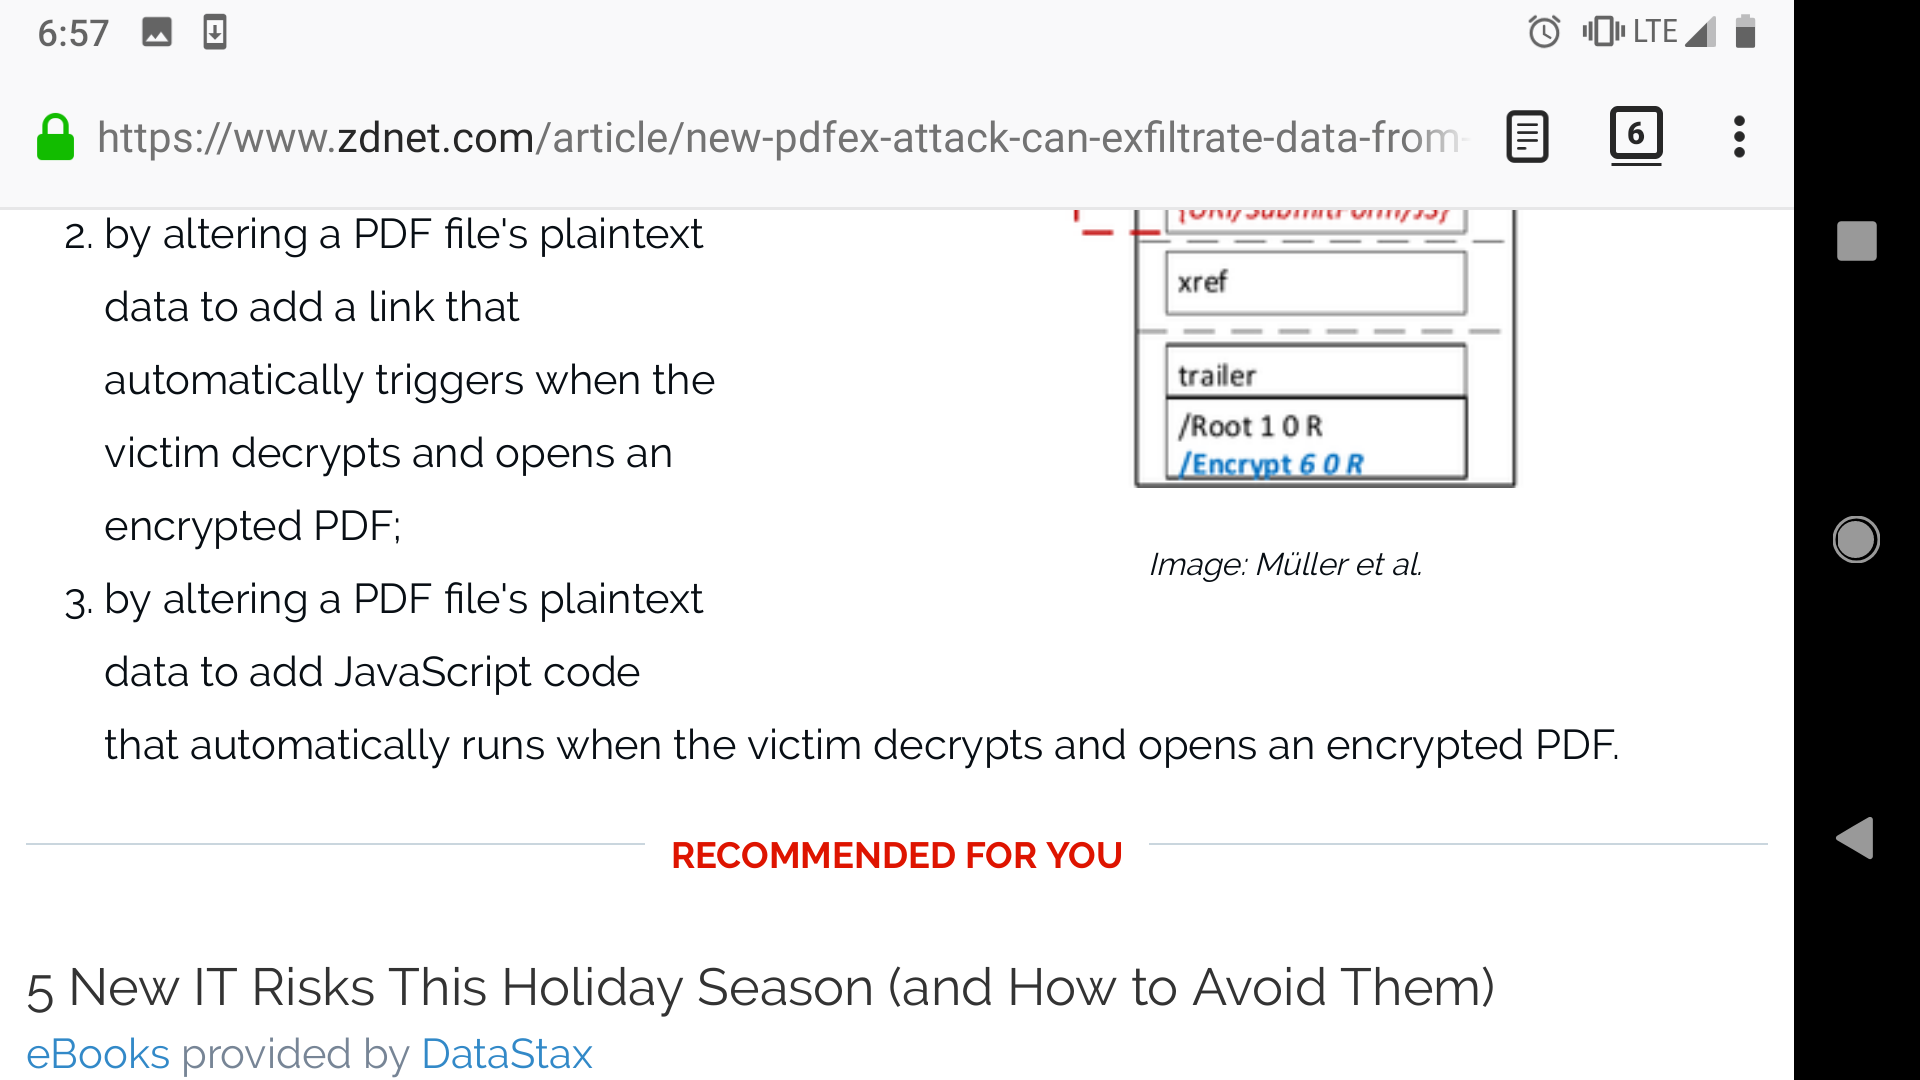 6:57
LTE
https://www.zdnet.com/article/new-pdfex-attack-can-exfiltrate-data-from-
6
2. by altering a PDF file's plaintext
data to add a link that
automatically triggers when the
victim decrypts and opens an
encrypted PDF;
3. by altering a PDF file's plaintext
data to add JavaScript code
that automatically runs when the victim decrypts and opens an encrypted PDF.
xref
trailer
/Root 1 0 R
/Encrypt 6 0 R
Image: Müller et al.
RECOMMENDED FOR YOU
5 New IT Risks This Holiday Season (and How to Avoid Them)
eBooks provided by DataStax